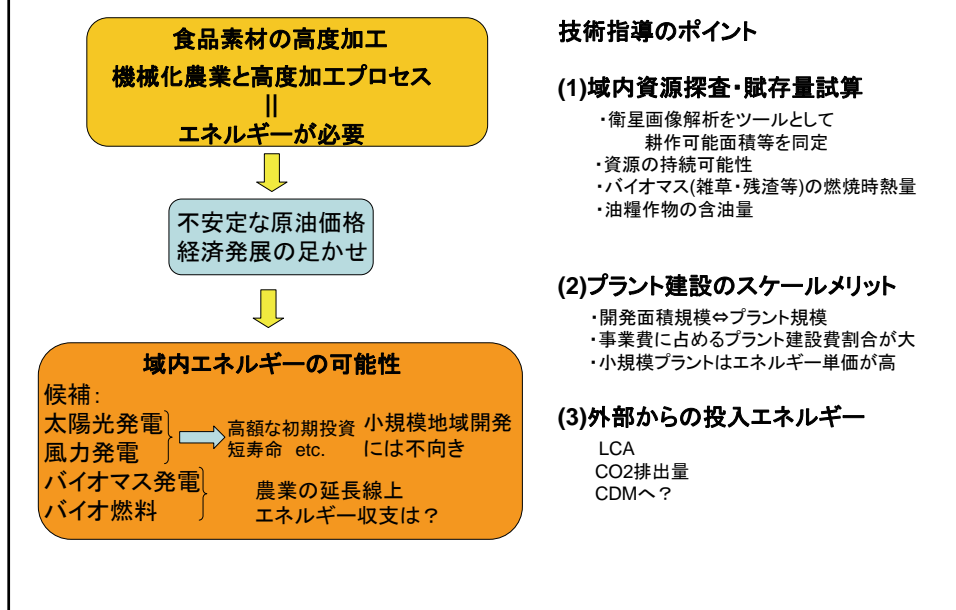 食品素材の高度加工
機械化農業と高度加工プロセス
||
エネルギーが必要
不安定な原油価格
経済発展の足かせ
域内エネルギーの可能性
候補:
太陽光発電
風力発電
高額な初期投資
短寿命 etc.
小規模地域開発
には不向き
バイオマス発電
バイオ燃料
農業の延長線上
エネルギー収支は？
技術指導のポイント
(1)域内資源探査・賦存量試算
・衛星画像解析をツールとして
耕作可能面積等を同定
・資源の持続可能性
・バイオマス(雑草・残渣等)の燃焼時熱量
・油糧作物の含油量
(2)プラント建設のスケールメリット
・開発面積規模⇔プラント規模
・事業費に占めるプラント建設費割合が大
・小規模プラントはエネルギー単価が高
(3)外部からの投入エネルギー
LCA
CO2排出量
CDMへ？